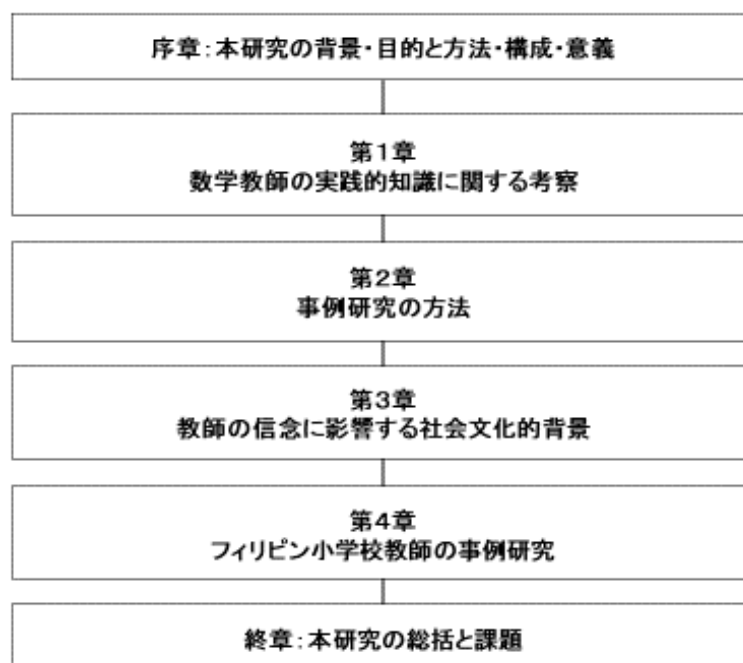 序章：本研究の背景・目的と方法・構成・意義
第１章
数学教師の実践的知識に関する考察
第２章
事例研究の方法
第３章
教師の信念に影響する社会文化的背景
第４章
フィリピン小学校教師の事例研究
終章：本研究の総括と課題